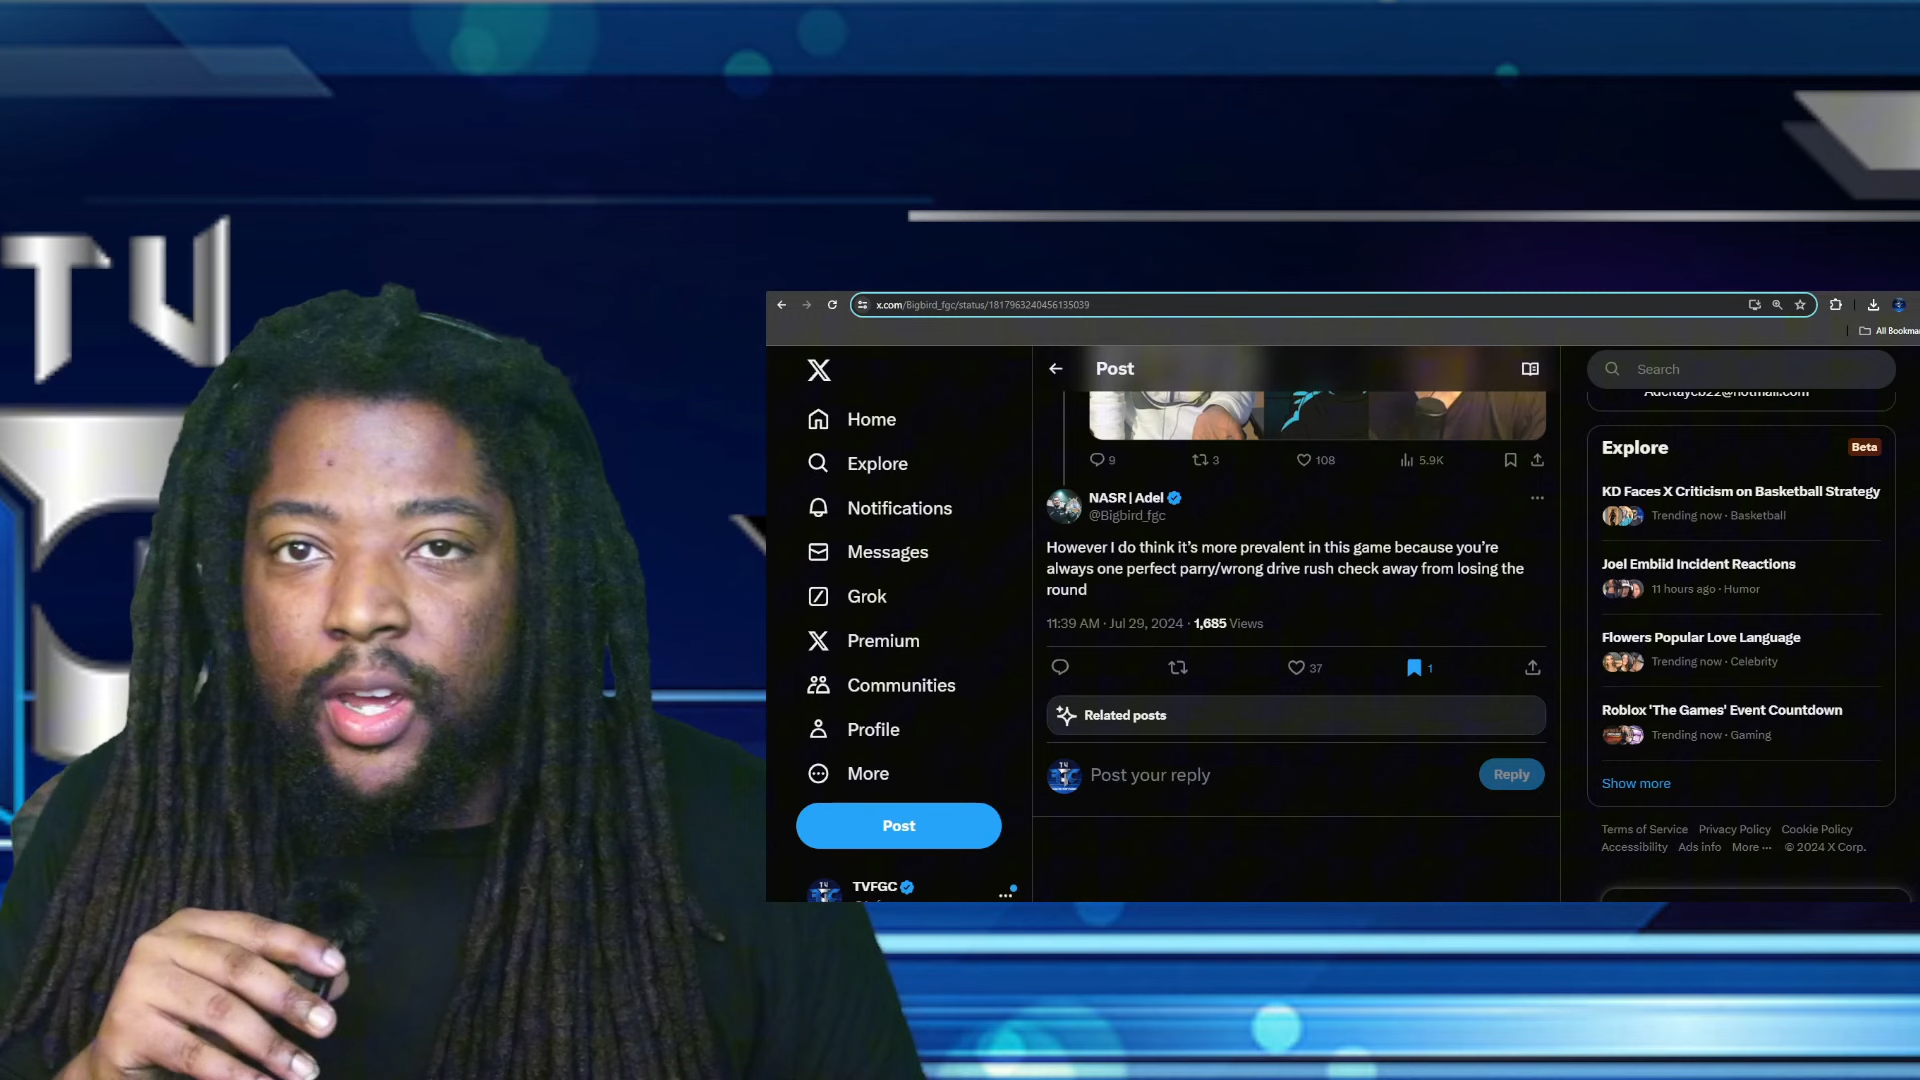 TV
x.com/Bigbird_fgc/status/1817963240456135039
All Bookma
Post
Search
Home
Explore
Notifications
Messages
Grok
Premium
Communities
Profile
More
Post
TVFGC
9
3
108
5.9K
NASR | Adel
@Bigbird_fgc
However I do think it's more prevalent in this game because you're
always one perfect parry/wrong drive rush check away from losing the
round
11:39 AM · Jul 29, 2024 · 1,685 Views
37
1
Related posts
Post your reply
Reply
Explore
Beta
KD Faces X Criticism on Basketball Strategy
Trending now · Basketball
Joel Embiid Incident Reactions
11 hours ago · Humor
Flowers Popular Love Language
Trending now · Celebrity
Roblox 'The Games' Event Countdown
Trending now · Gaming
Show more
Terms of Service Privacy Policy Cookie Policy
Accessibility Ads info More ··· © 2024 X Corp.